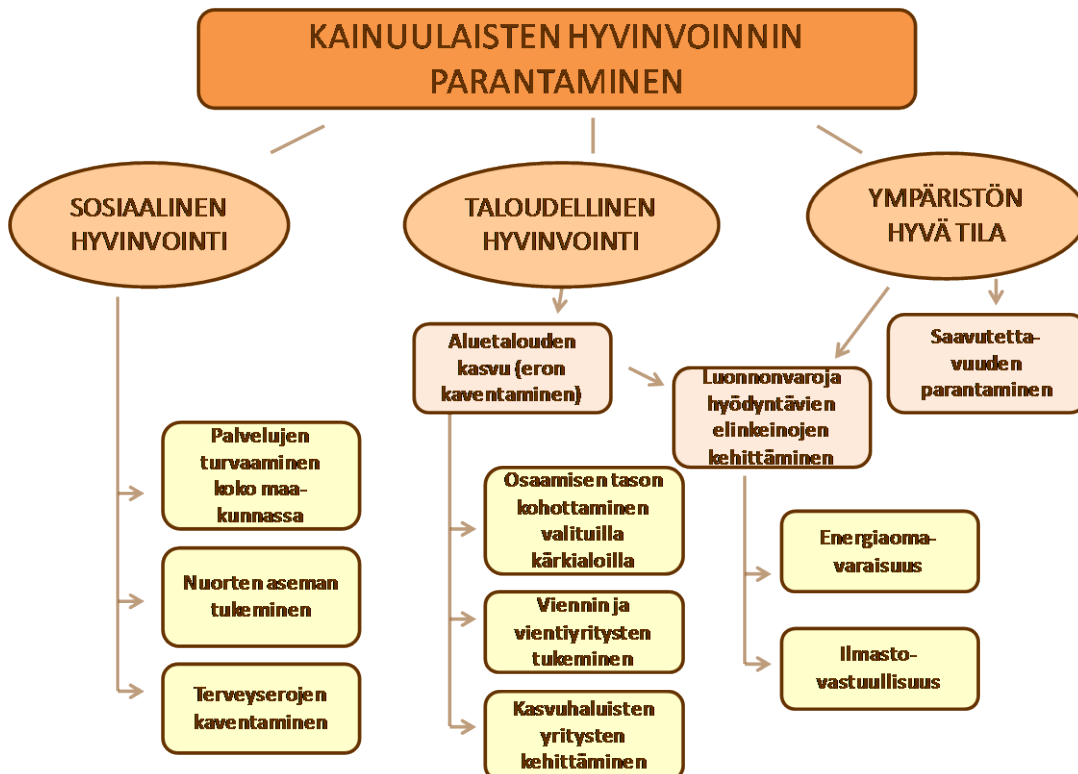 KAINUULAISTEN HYVINVOINNIN
PARANTAMINEN
SOSIAALINEN
HYVINVOINTI
TALOUDELLINEN
HYVINVOINTI
YMPÄRISTÖN
HYVÄ TILA
Aluetalouden
kasvu (eron
kaventaminen)
Luonnonvaroja
hyödyntävien
elinkeinojen
kehittäminen
Saavutetta-
vuuden
parantaminen
Palvelujen
turvaaminen
koko maa-
kunnassa
Nuorten aseman
tukeminen
Terveyserojen
kaventaminen
Osaamisen tason
kohottaminen
valituilla
kärkialoilla
Viennin ja
vientiyritysten
tukeminen
Kasvuhaluisten
yritysten
kehittäminen
Energiaoma-
varaisuus
Ilmasto-
vastuullisuus